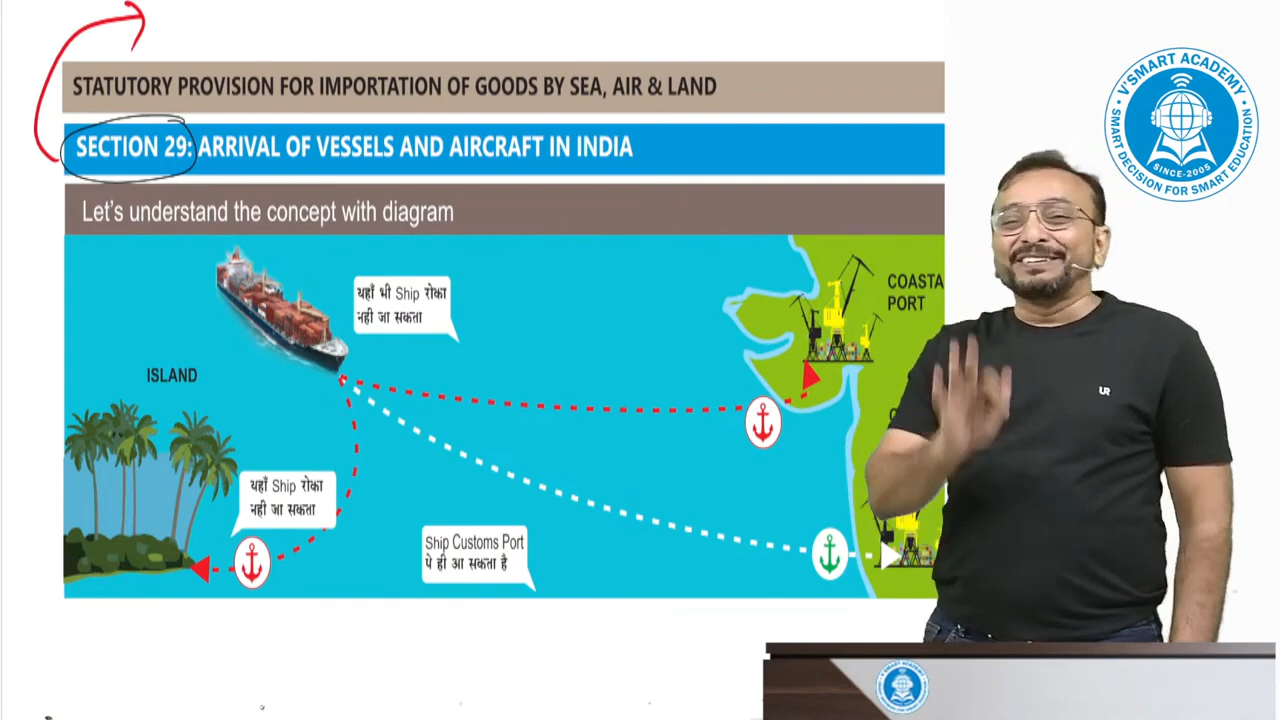 STATUTORY PROVISION FOR IMPORTATION OF GOODS BY SEA, AIR & LAND
SECTION 29: ARRIVAL OF VESSELS AND AIRCRAFT IN INDIA
Let's understand the concept with diagram
यहाँ भी Ship रोका
नही जा सकता
COASTA
PORT
ISLAND
यहाँ Ship रोका
नही जा सकता
Ship Customs Port
पे ही आ सकता है
V'SMART ACADEMY
SINCE-2005
SMART DECISION FOR SMART EDUCATION
UR